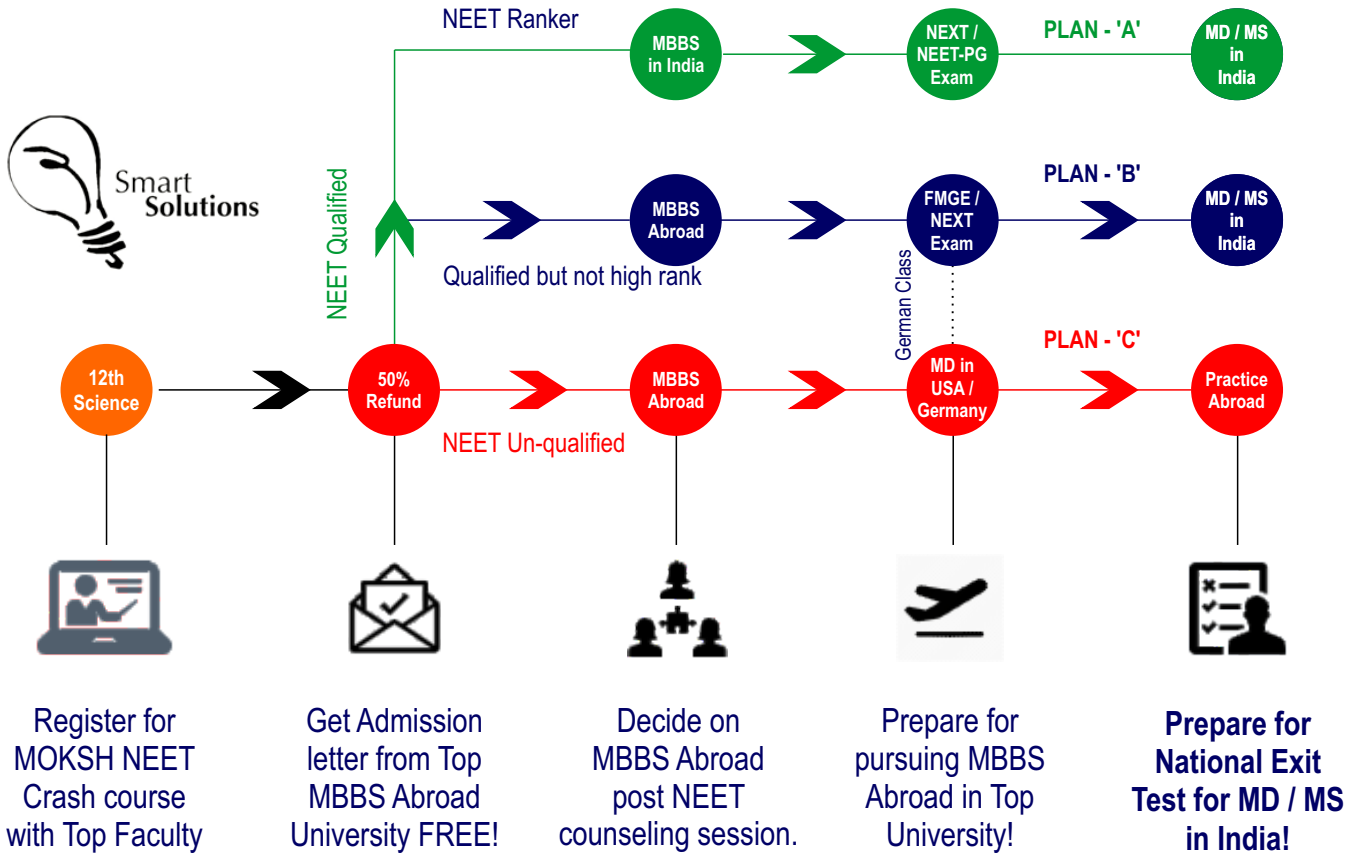 NEET Ranker
MBBS
in India
NEXT /
NEET-PG
Exam
PLAN - 'A'
MD / MS
in
India
Smart
Solutions
NEET Qualified
MBBS
Abroad
FMGE /
NEXT
Exam
PLAN - 'B'
MD / MS
in
India
Qualified but not high rank
German Class
12th
Science
50%
Refund
MBBS
Abroad
MD in
USA /
Germany
PLAN - 'C'
Practice
Abroad
NEET Un-qualified
Register for
MOKSH NEET
Crash course
with Top Faculty
Get Admission
letter from Top
MBBS Abroad
University FREE!
Decide on
MBBS Abroad
post NEET
counseling session.
Prepare for
pursuing MBBS
Abroad in Top
University!
Prepare for
National Exit
Test for MD / MS
in India!